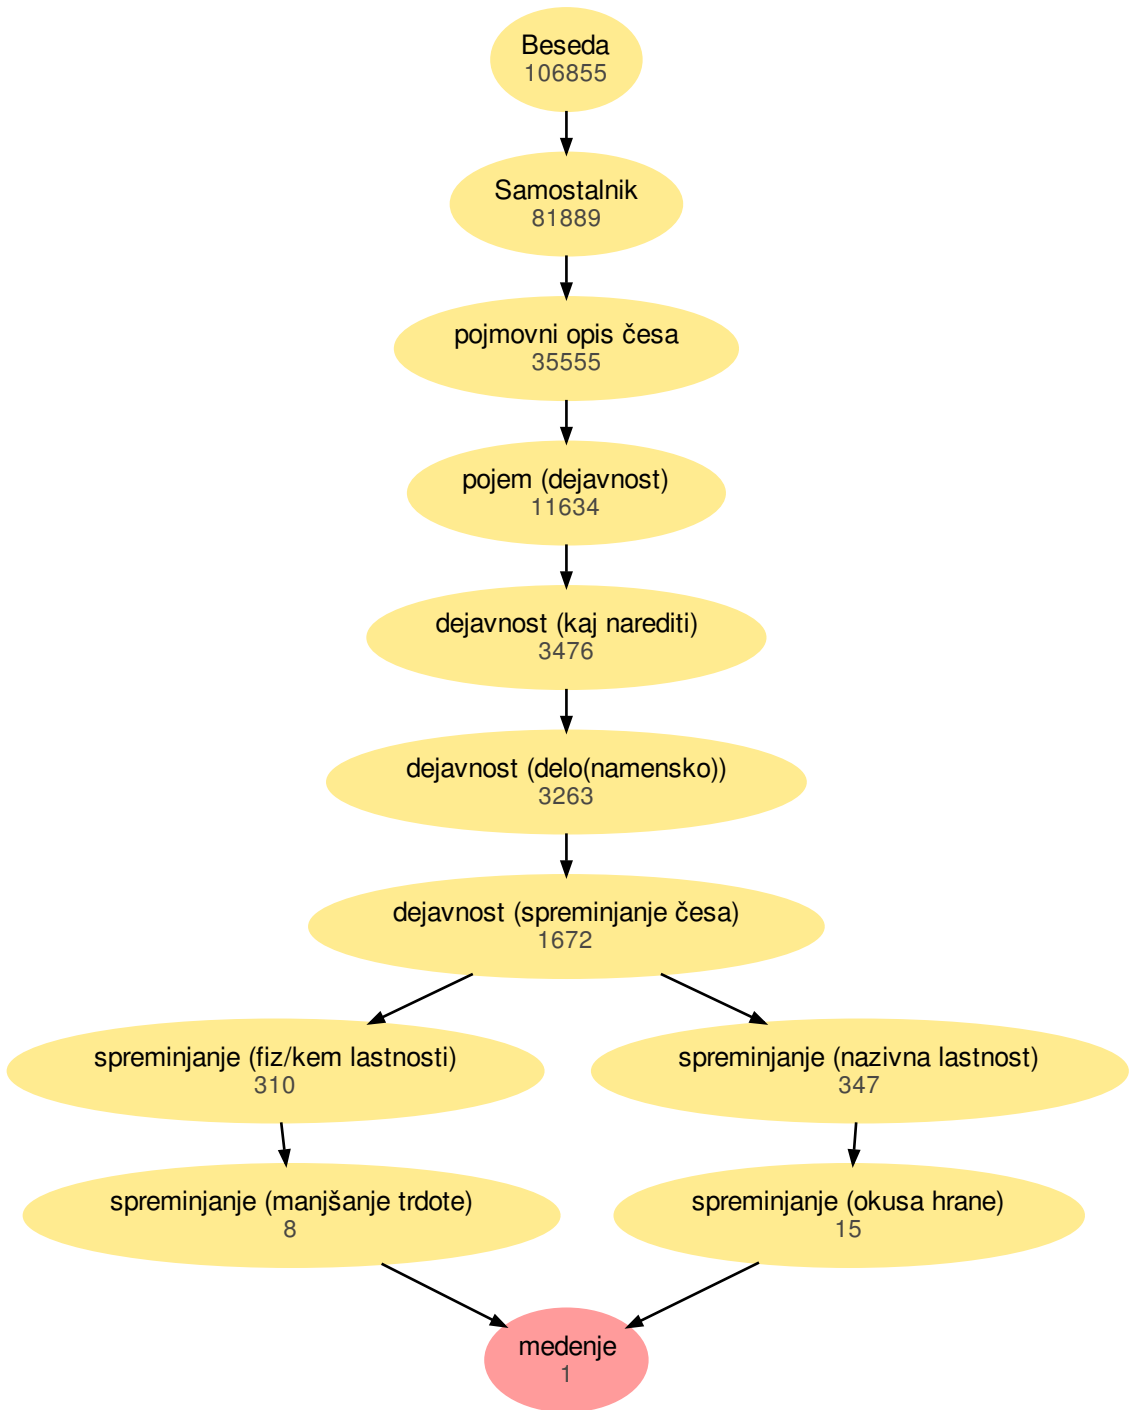 Beseda
106855
Samostalnik
81889
pojmovni opis česa
35555
pojem (dejavnost)
11634
dejavnost (kaj narediti)
3476
dejavnost (delo(namensko))
3263
dejavnost (spreminjanje česa)
1672
spreminjanje (fiz/kem lastnosti)
310
spreminjanje (nazivna lastnost)
347
spreminjanje (manjšanje trdote)
8
spreminjanje (okusa hrane)
15
medenje
1